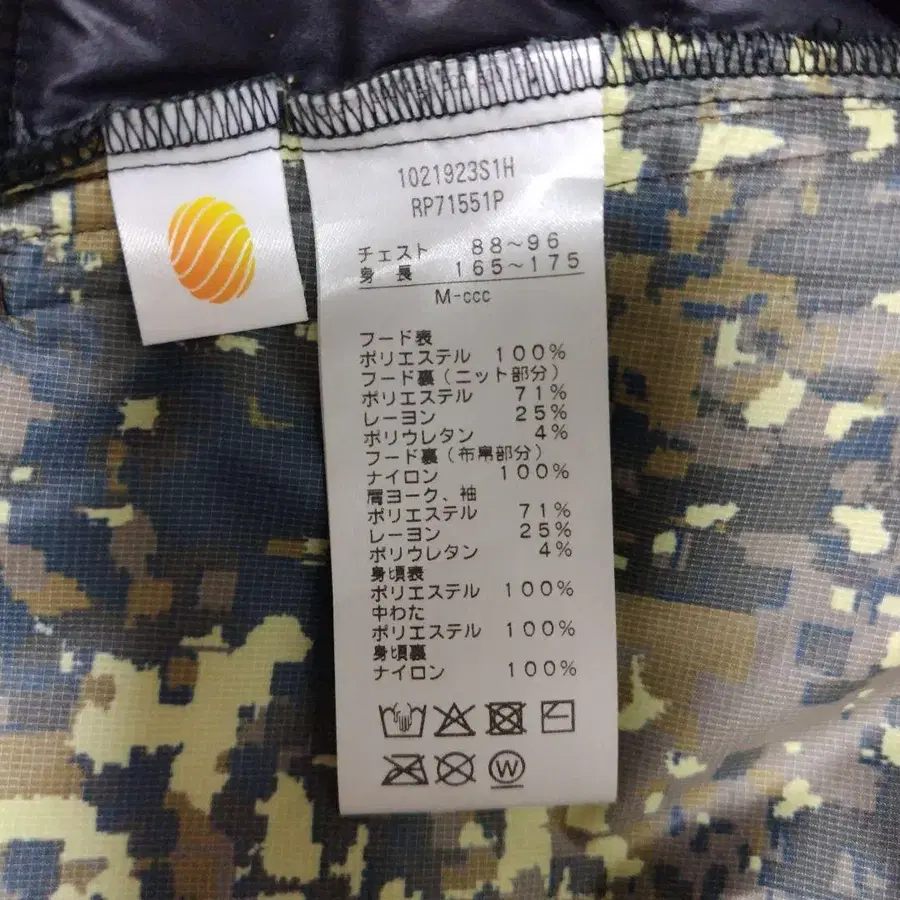 1021923S1H
RP71551P
チェスト 88～96
身長 165～175
M-ccc
フード表
ポリエステル 100%
フード裏(ニット部分)
ポリエステル 71%
レーヨン 25%
ポリウレタン 4%
フード裏(布帛部分)
ナイロン 100%
肩ヨーク、袖
ポリエステル 71%
レーヨン 25%
ポリウレタン 4%
身頃表
ポリエステル 100%
中わた
ポリエステル 100%
身頃裏
ナイロン 100%
W